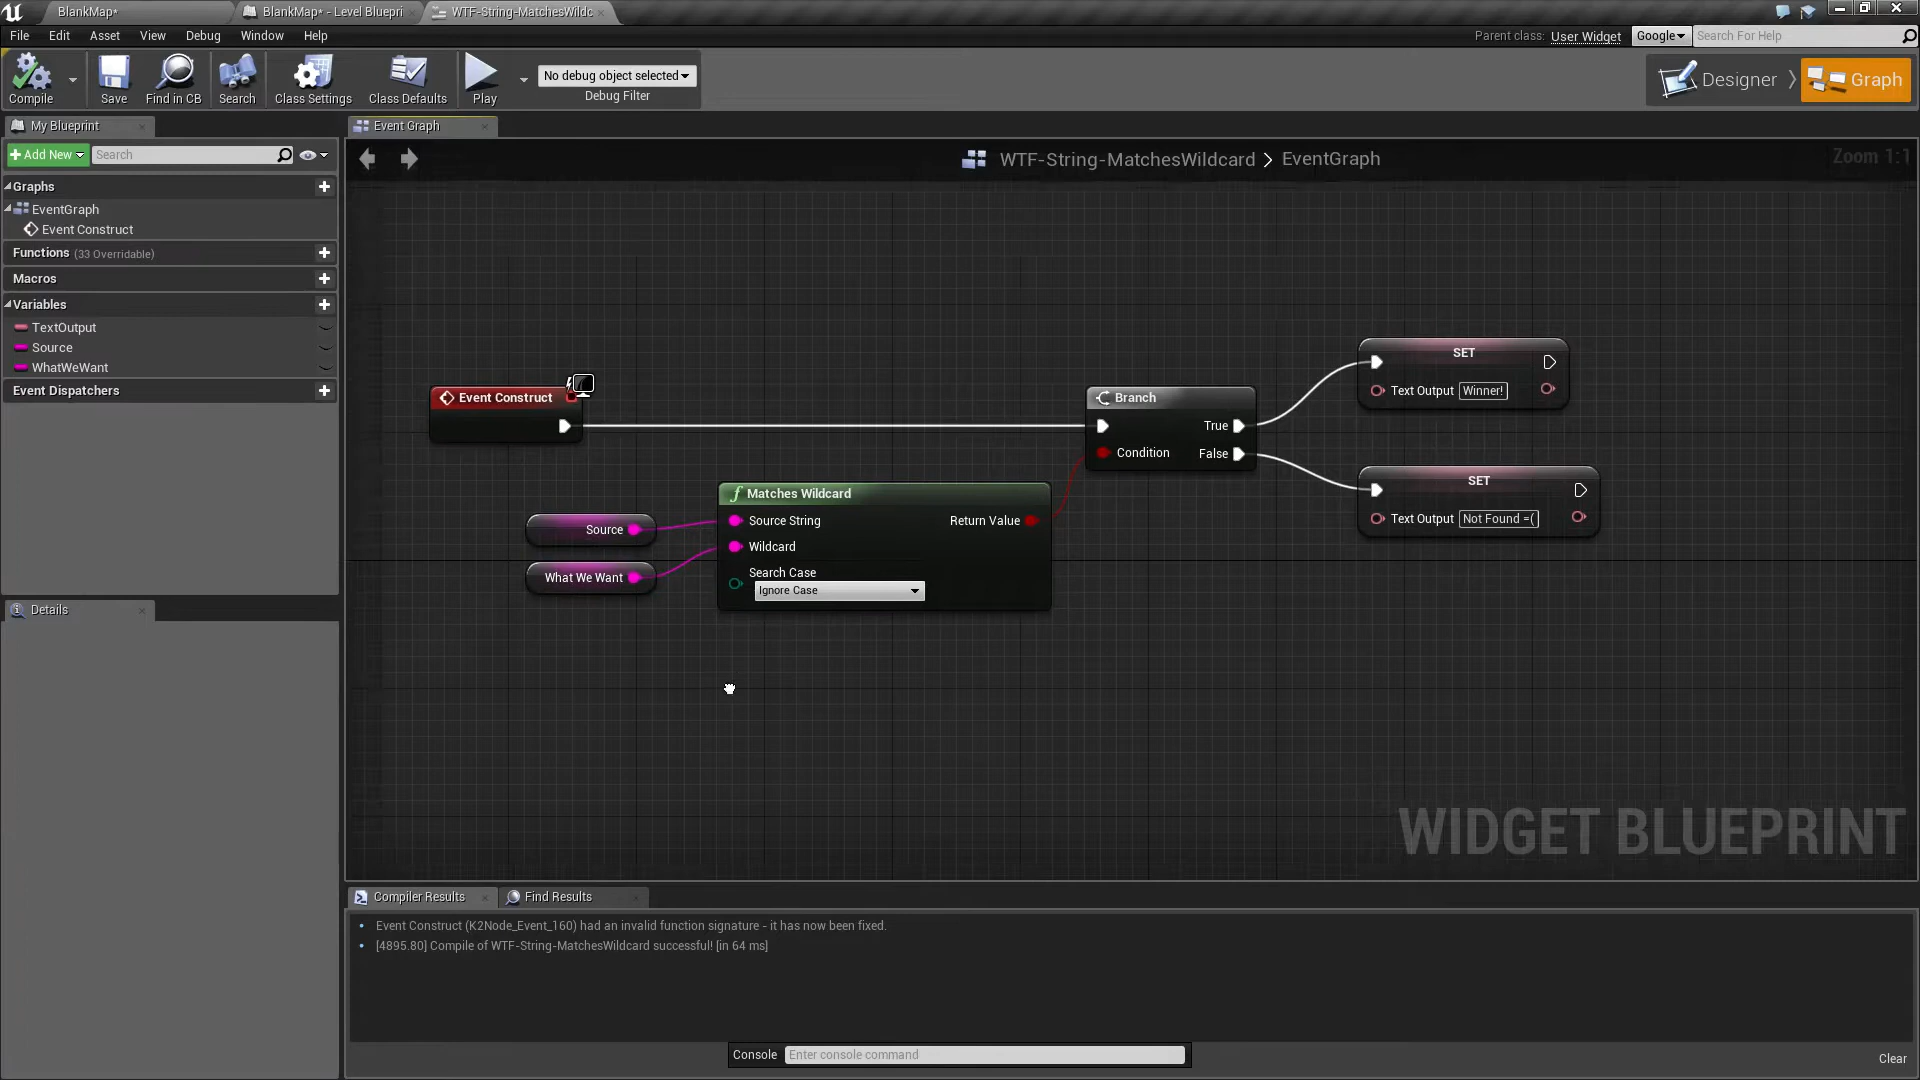 BlankMap*
BlankMap* - Level Bluepri
WTF-String-MatchesWildc
File
Edit
Asset
View
Debug
Window
Help
Parent class:
User Widget
Google
Search For Help
Compile
Save
Find in CB
Search
Class Settings
Class Defaults
Play
No debug object selected
Debug Filter
Designer
Graph
My Blueprint
Event Graph
+ Add New
Search
WTF-String-MatchesWildcard > EventGraph
Zoom 1:1
Graphs
EventGraph
Event Construct
Functions (33 Overridable)
Macros
Variables
TextOutput
Source
WhatWeWant
Event Dispatchers
Details
Event Construct
Source
What We Want
Matches Wildcard
Source String
Return Value
Wildcard
Search Case
Ignore Case
Branch
True
Condition
False
SET
Text Output Winner!
SET
Text Output Not Found =(
WIDGET BLUEPRINT
Compiler Results
Find Results
Event Construct (K2Node_Event_160) had an invalid function signature - it has now been fixed.
[4895.80] Compile of WTF-String-MatchesWildcard successful! [in 64 ms]
Console
Enter console command
Clear